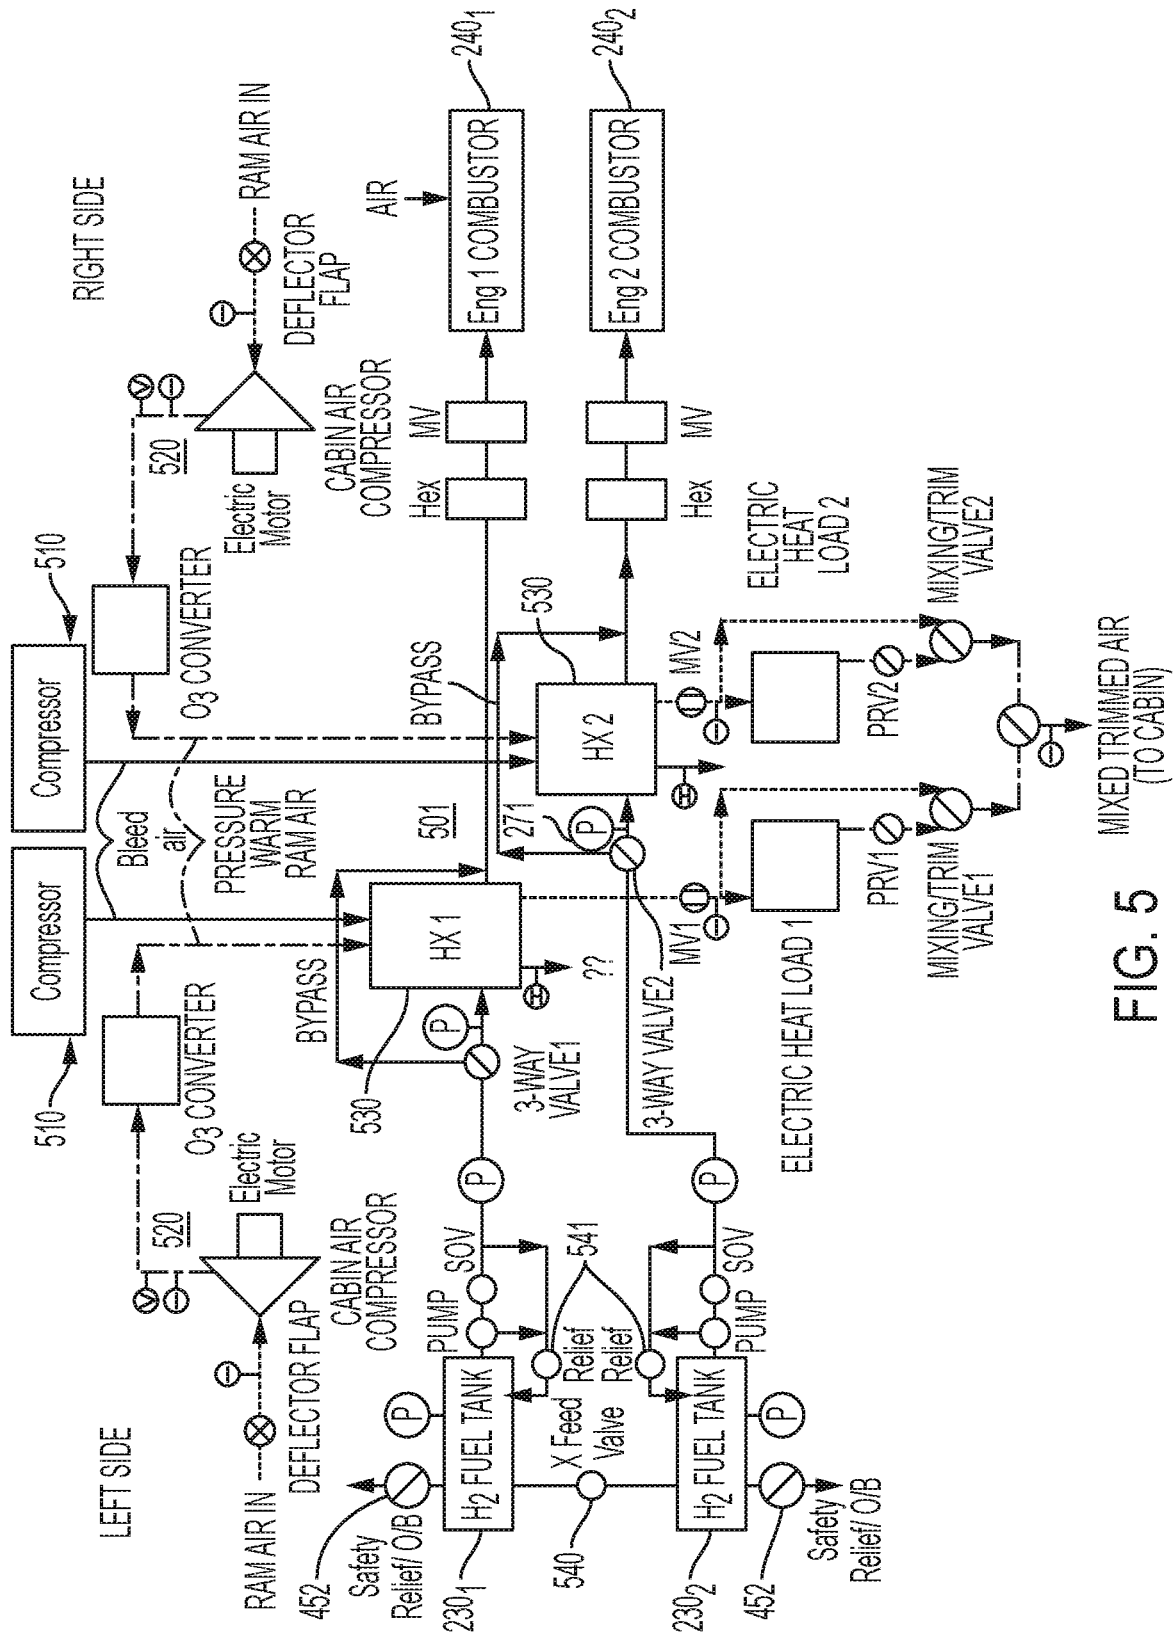 LEFT SIDE
RIGHT SIDE
510
Compressor
Compressor
510
O3 CONVERTER
O3 CONVERTER
Bleed
air
PRESSURE
WARM
RAM AIR
520
520
V
V
Electric
Motor
Electric
Motor
RAM AIR IN
DEFLECTOR FLAP
CABIN AIR
COMPRESSOR
RAM AIR IN
DEFLECTOR
FLAP
CABIN AIR
COMPRESSOR
BYPASS
BYPASS
501
530
HX 1
H
??
P
3-WAY
VALVE1
P
SOV
PUMP
P
H2 FUEL TANK
2301
452
Safety
Relief/ O/B
Relief
Relief
541
X Feed
Valve
540
H2 FUEL TANK
2302
452
Safety
Relief/ O/B
P
PUMP
SOV
P
3-WAY VALVE2
271
P
HX 2
530
H
Hex
MV
AIR
Eng 1 COMBUSTOR
2401
Hex
MV
Eng 2 COMBUSTOR
2402
MV1
MV2
ELECTRIC HEAT LOAD 1
ELECTRIC
HEAT
LOAD 2
PRV1
PRV2
MIXING/TRIM
VALVE1
MIXING/TRIM
VALVE2
MIXED TRIMMED AIR
(TO CABIN)
FIG. 5